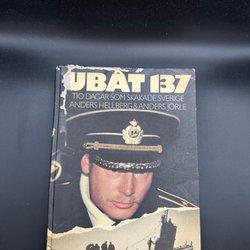 UBÅT 137
TIO DAGAR SOM SKAKADE SVERIGE
ANDERS HELLBERG & ANDERS JÖRLE